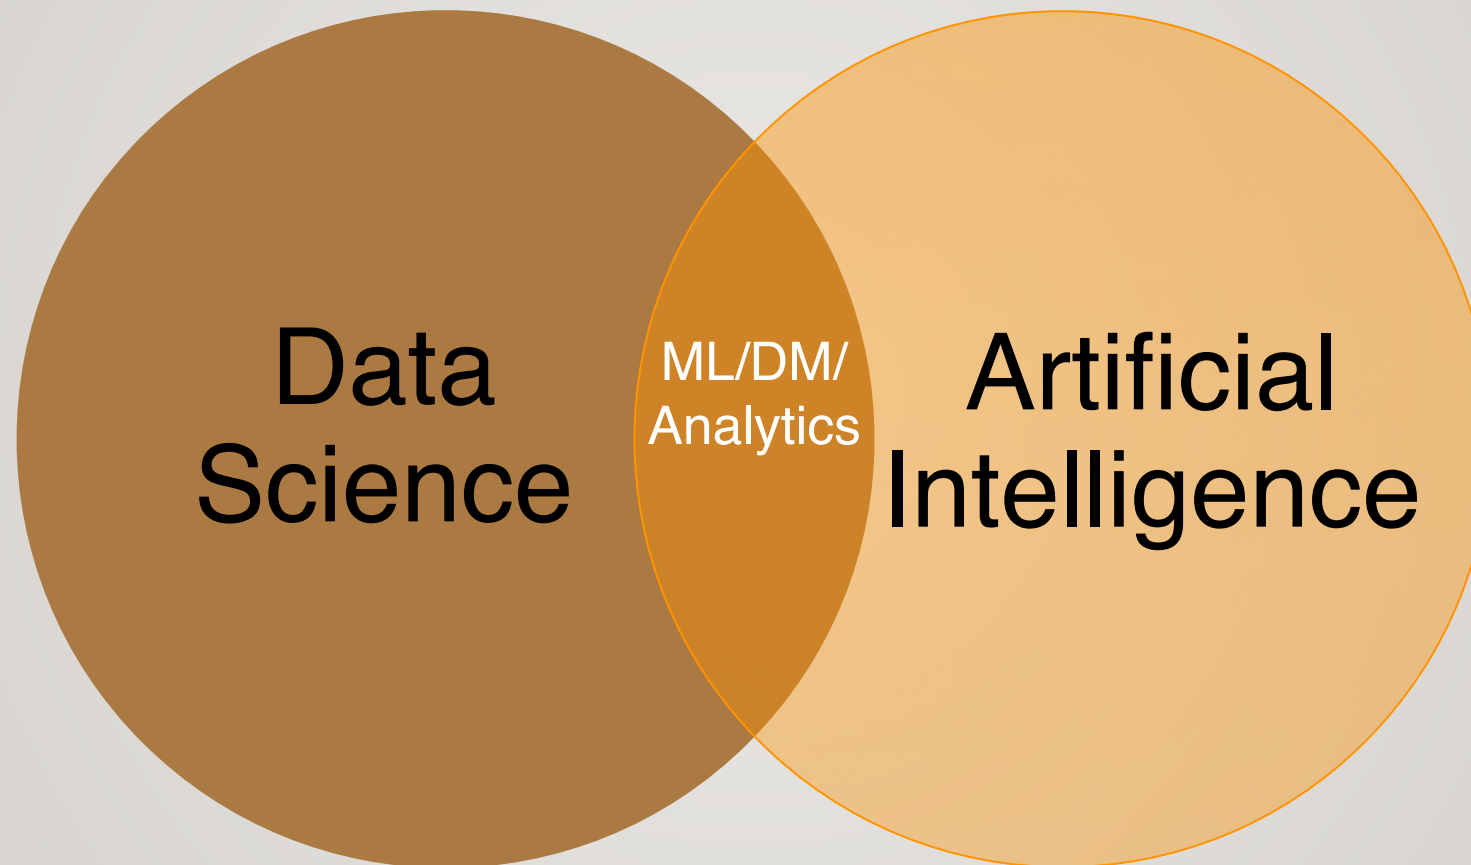 Data
Science
ML/DM/
Analytics
Artificial
Intelligence